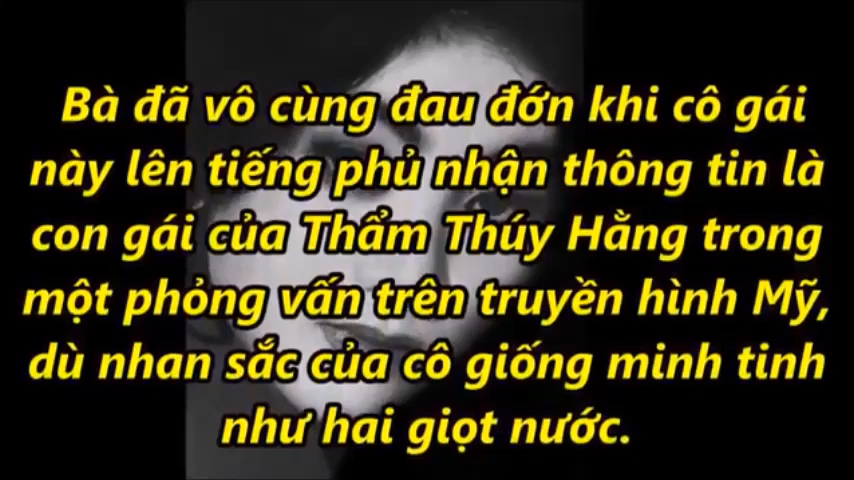 Bà đã vô cùng đau đớn khi cô gái
này lên tiếng phủ nhận thông tin là
con gái của Thẩm Thúy Hằng trong
một phỏng vấn trên truyền hình Mỹ,
dù nhan sắc của cô giống minh tinh
như hai giọt nước.